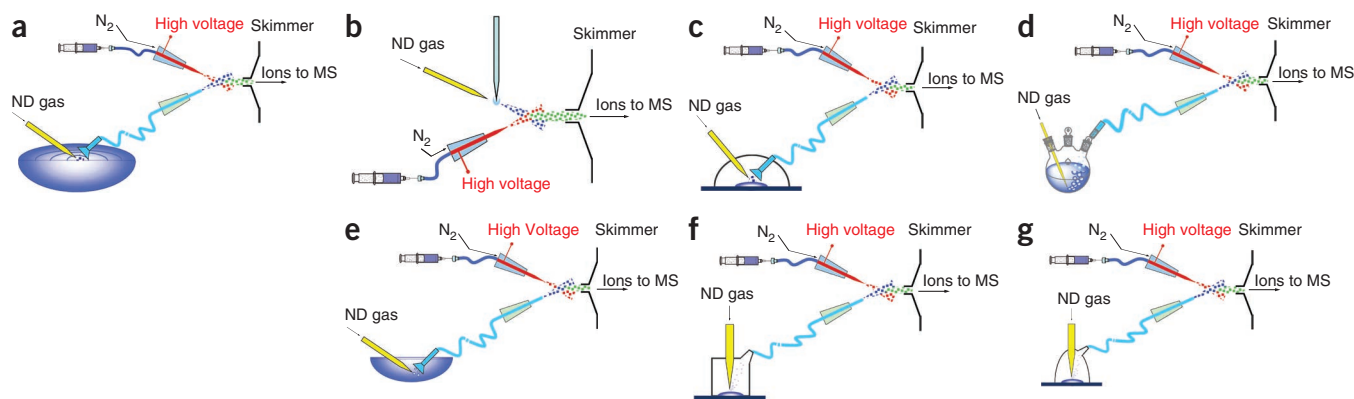 a
N2
High voltage
Skimmer
Ions to MS
ND gas
b
Skimmer
ND gas
Ions to MS
N2
High voltage
c
N2
High voltage
Skimmer
Ions to MS
ND gas
d
N2
High voltage
Skimmer
Ions to MS
ND gas
e
N2
High Voltage
Skimmer
Ions to MS
ND gas
f
N2
High voltage
Skimmer
Ions to MS
ND gas
g
N2
High voltage
Skimmer
Ions to MS
ND gas